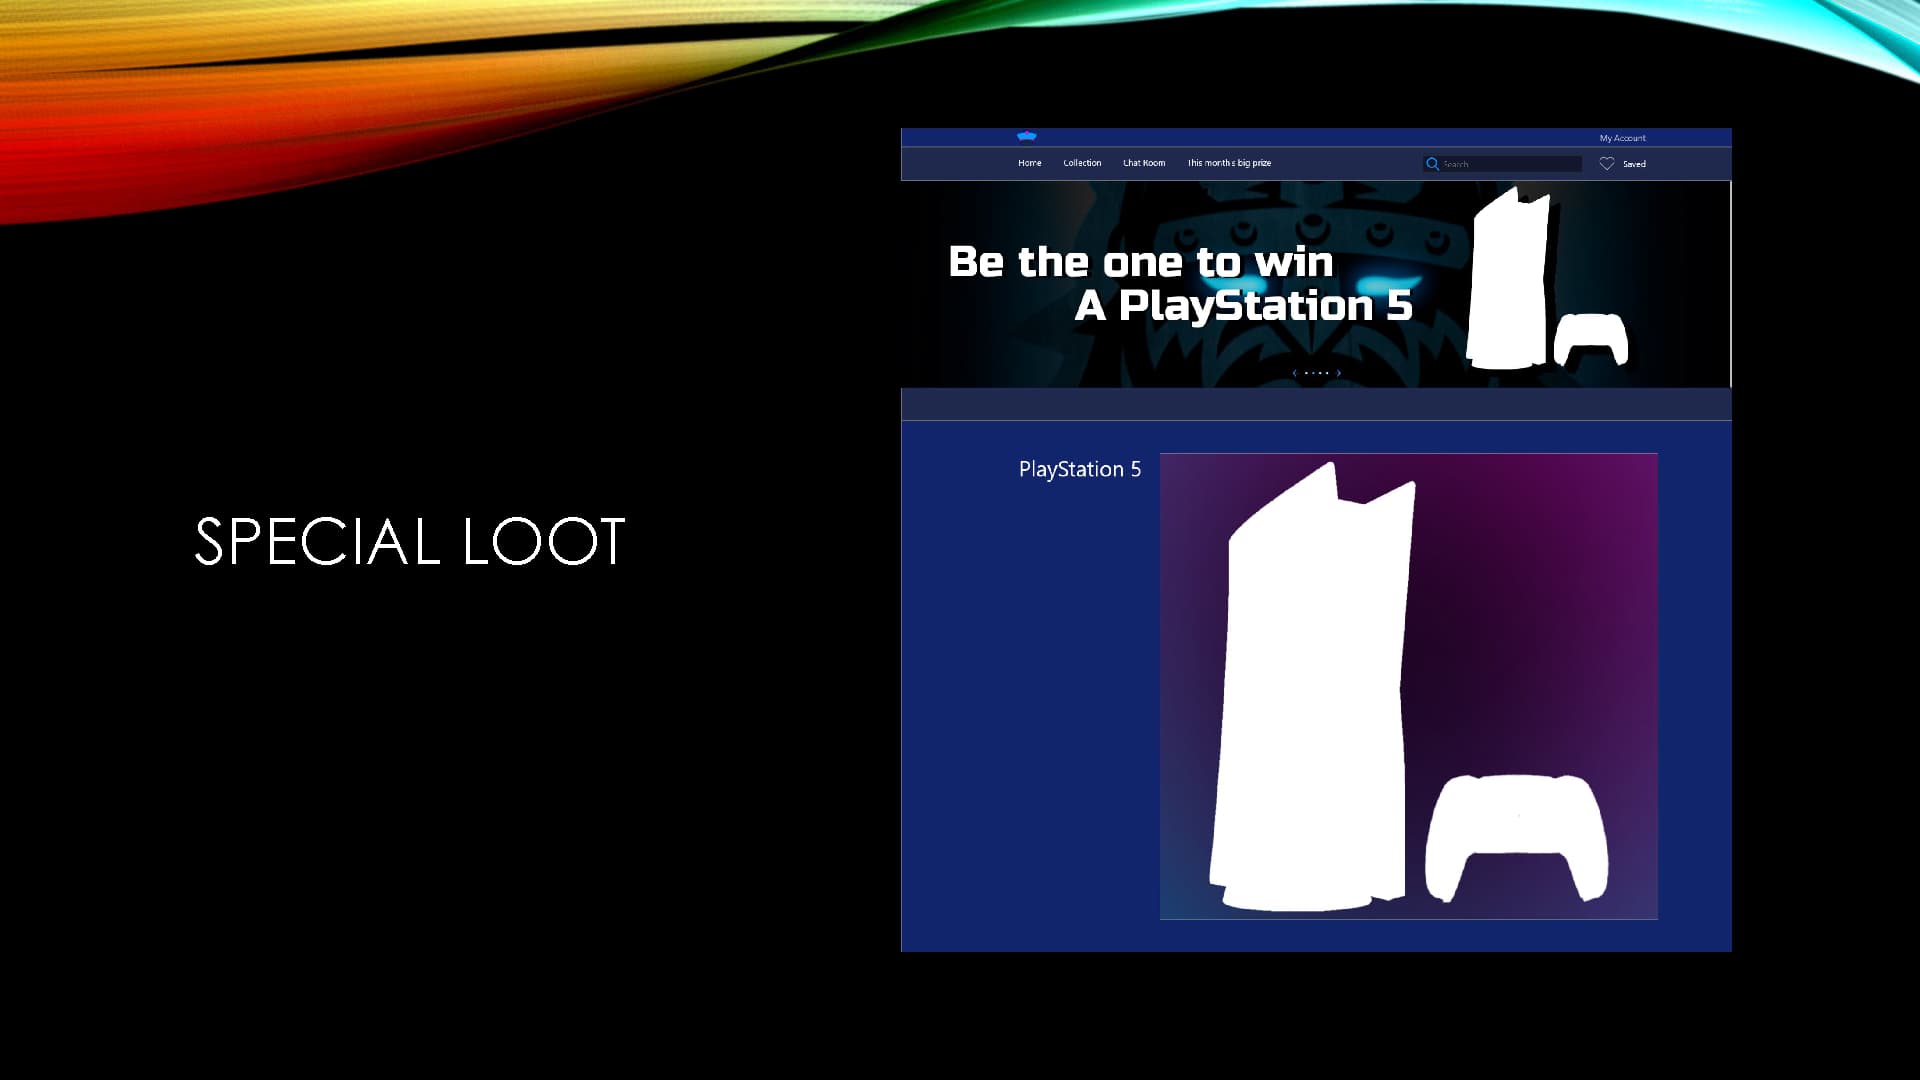 SPECIAL LOOT
My Account
Home Collection Chat Room This month's big prize Search Saved
Be the one to win
A PlayStation 5
PlayStation 5